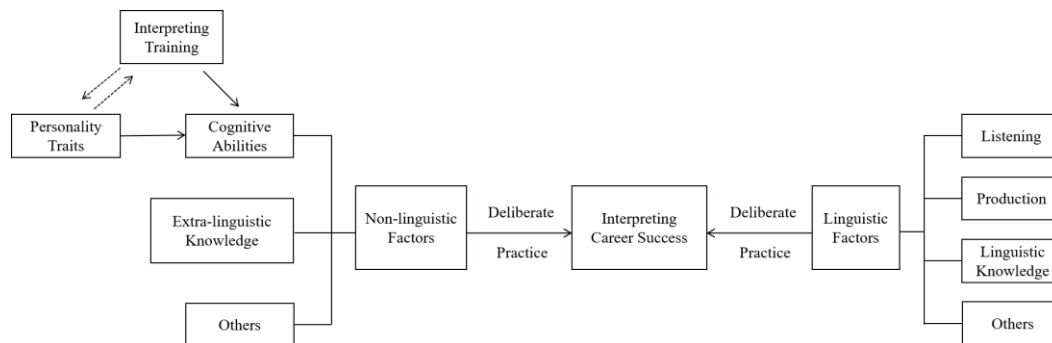 Interpreting
Training
Personality
Traits
Cognitive
Abilities
Extra-linguistic
Knowledge
Others
Non-linguistic
Factors
Deliberate
Practice
Interpreting
Career Success
Deliberate
Practice
Linguistic
Factors
Listening
Production
Linguistic
Knowledge
Others